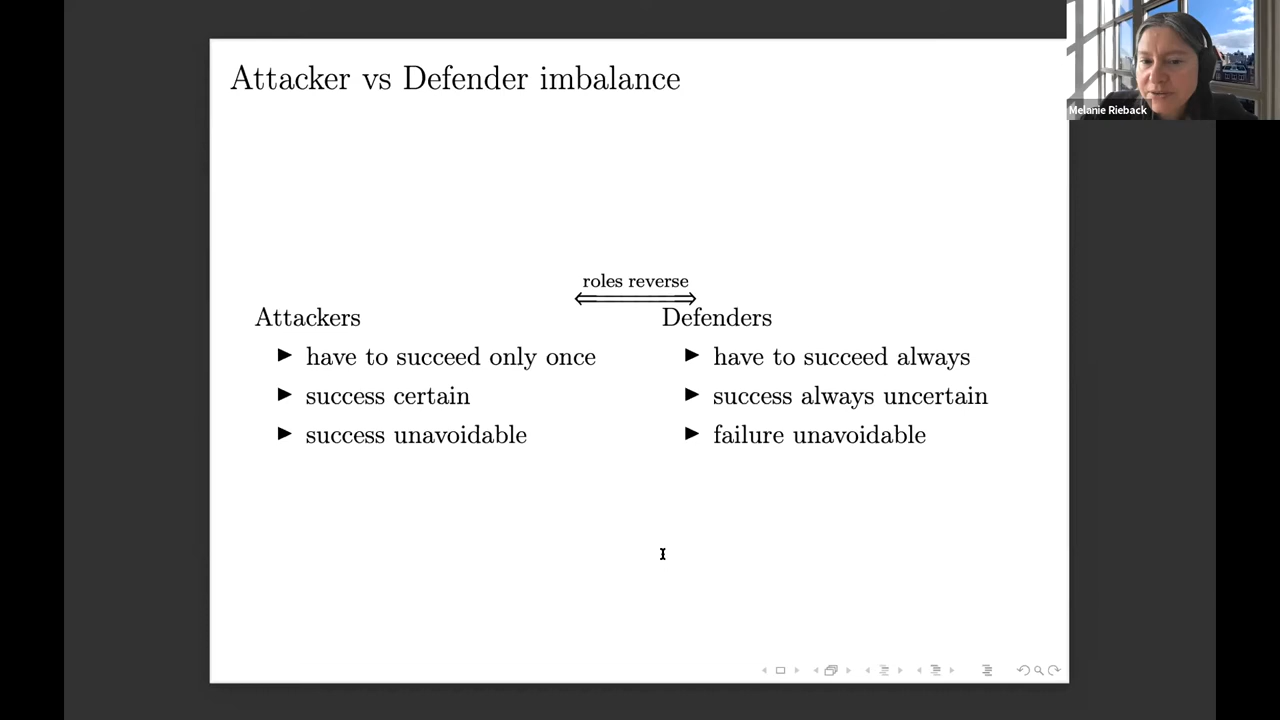 Attacker vs Defender imbalance
Melanie Rieback
roles reverse
Attackers
have to succeed only once
success certain
success unavoidable
Defenders
have to succeed always
success always uncertain
failure unavoidable